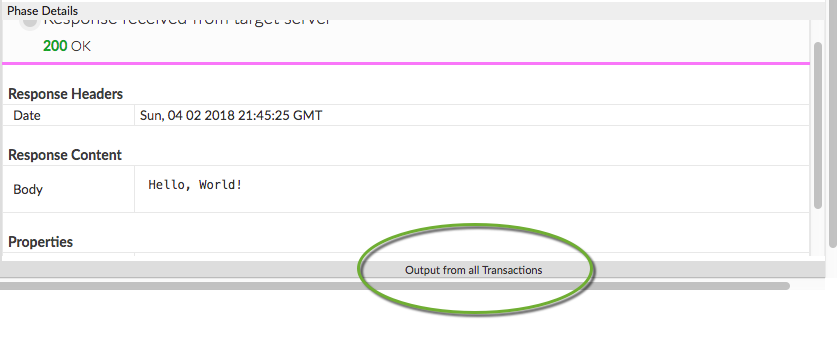 Phase Details
Response received from target server
200 OK
Response Headers
Date Sun, 04 02 2018 21:45:25 GMT
Response Content
Body Hello, World!
Properties
Output from all Transactions